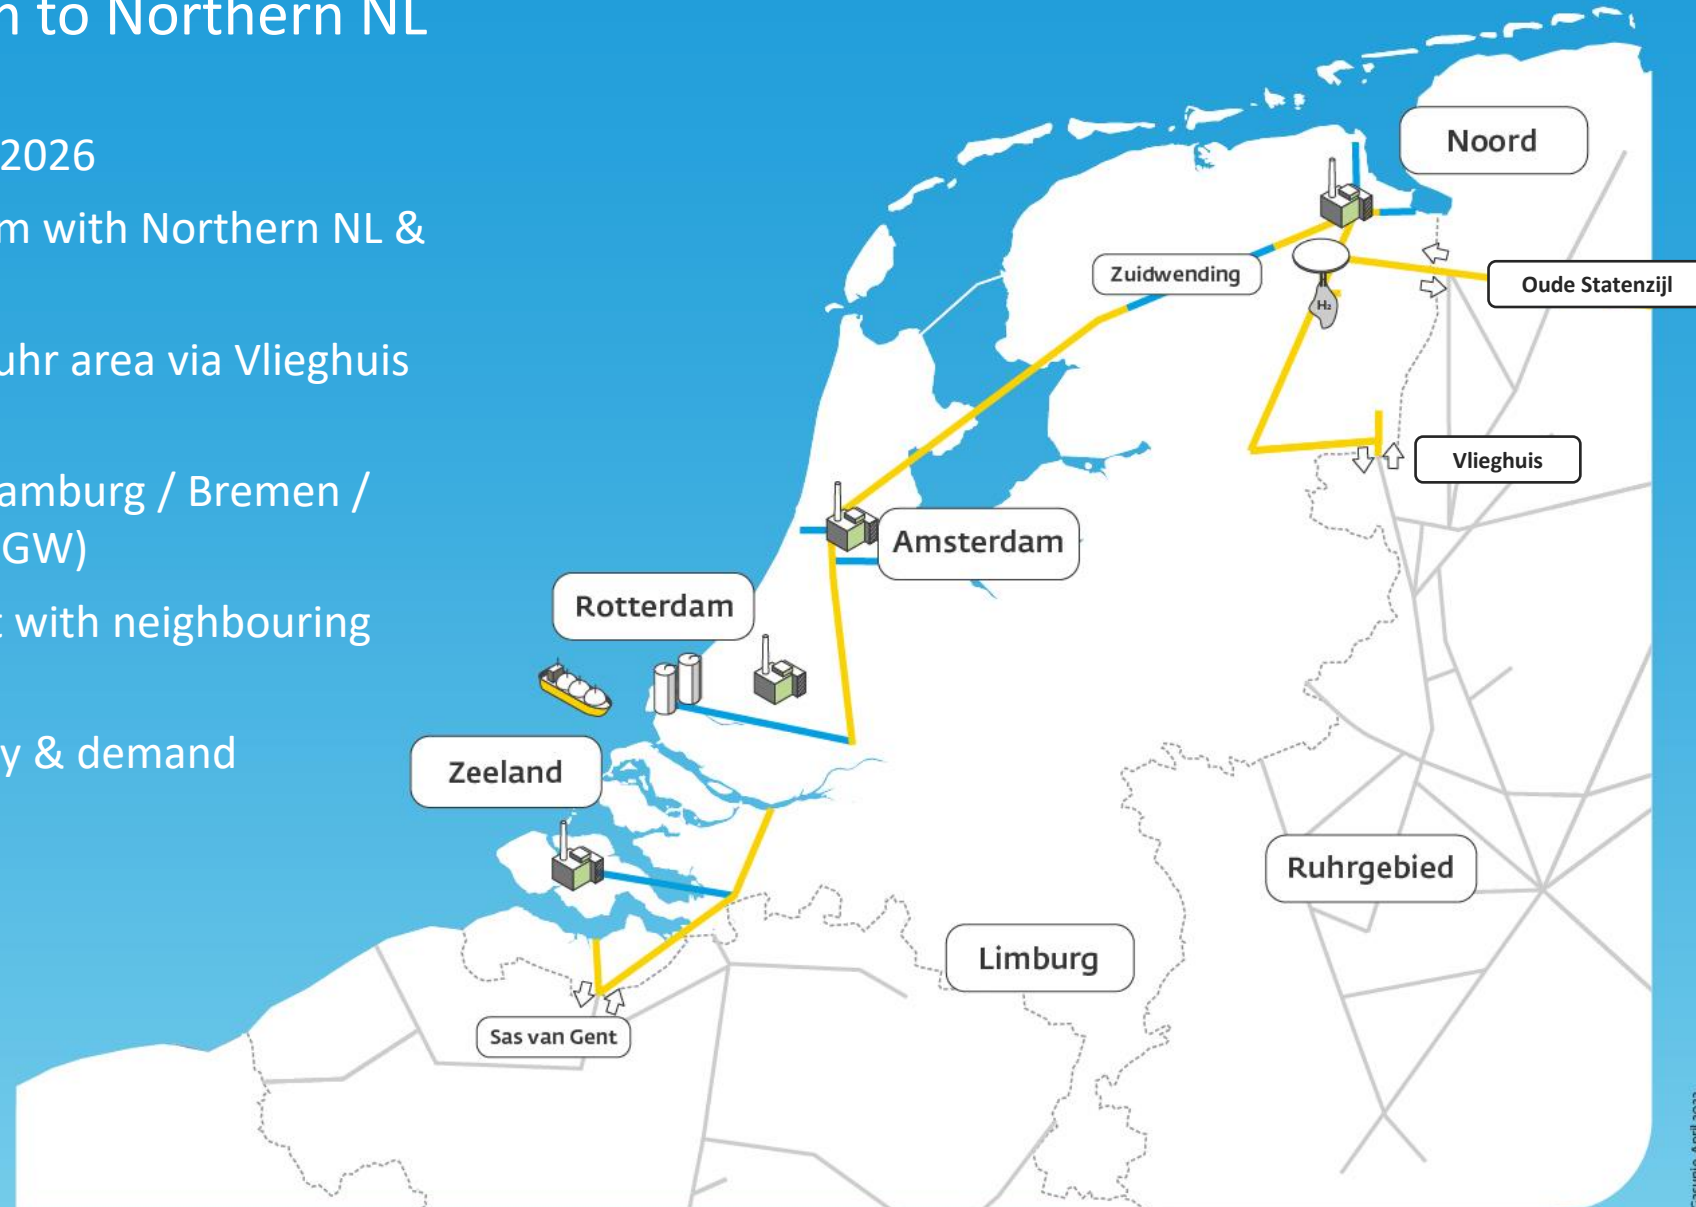 n to Northern NL
2026
m with Northern NL &
uhr area via Vlieghuis
amburg / Bremen /
GW)
t with neighbouring
y & demand
Noord
Zuidwending
Oude Statenzijl
H₂
Vlieghuis
Amsterdam
Rotterdam
Zeeland
Ruhrgebied
Limburg
Sas van Gent